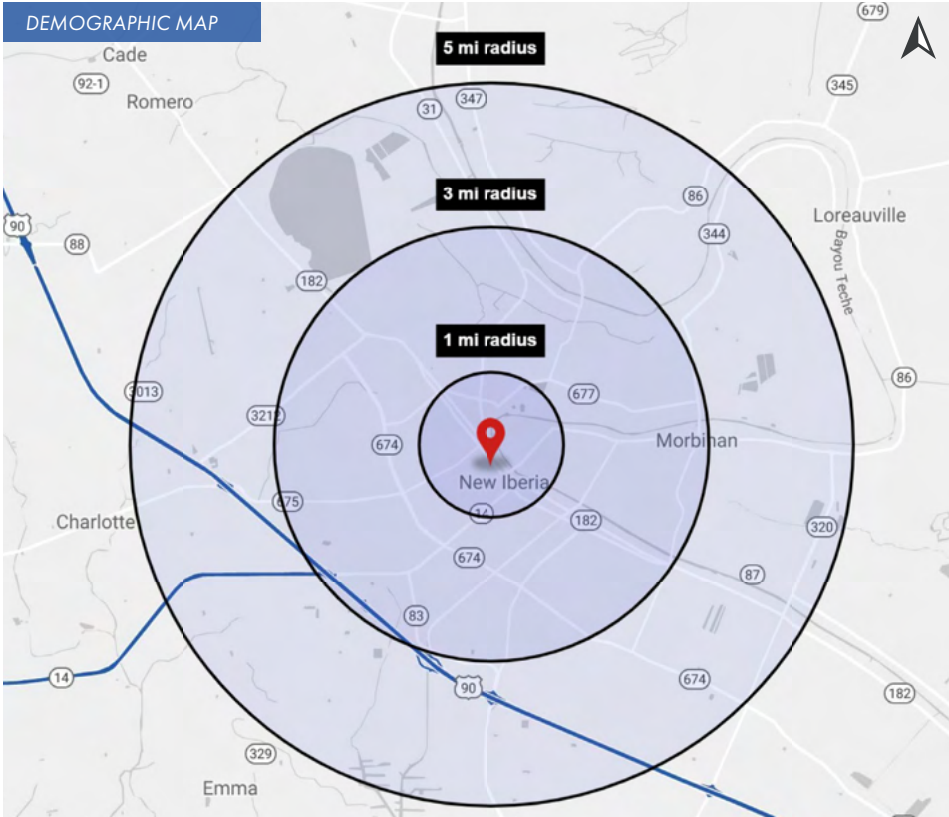 DEMOGRAPHIC MAP
679
Cade
5 mi radius
92-1
345
Romero
31
347
3 mi radius
86
Loreauville
90
344
88
Bayou Teche
182
1 mi radius
86
3013
677
3212
674
Morbihan
New Iberia
675
14
Charlotte
182
320
674
87
83
14
674
90
182
329
Emma